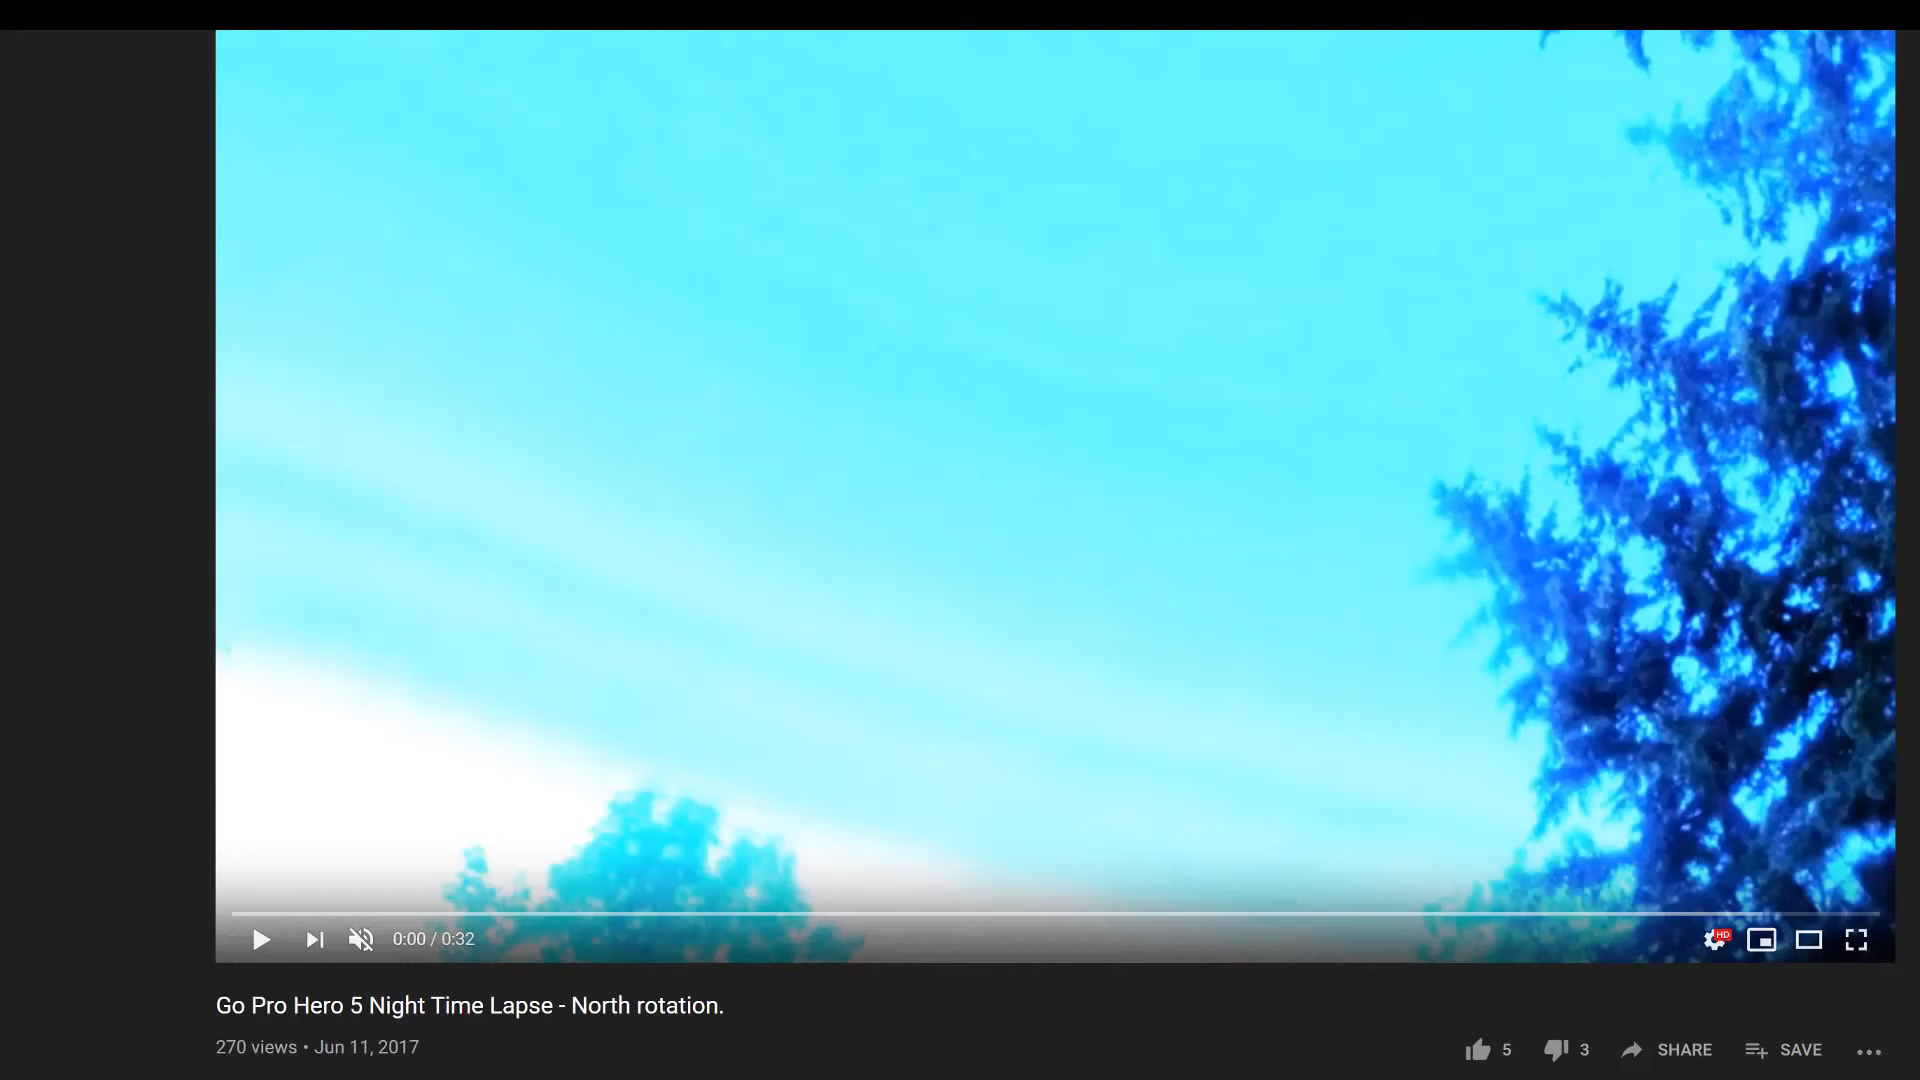 0:00 / 0:32
HD
Go Pro Hero 5 Night Time Lapse - North rotation.
270 views • Jun 11, 2017
5 3 SHARE SAVE